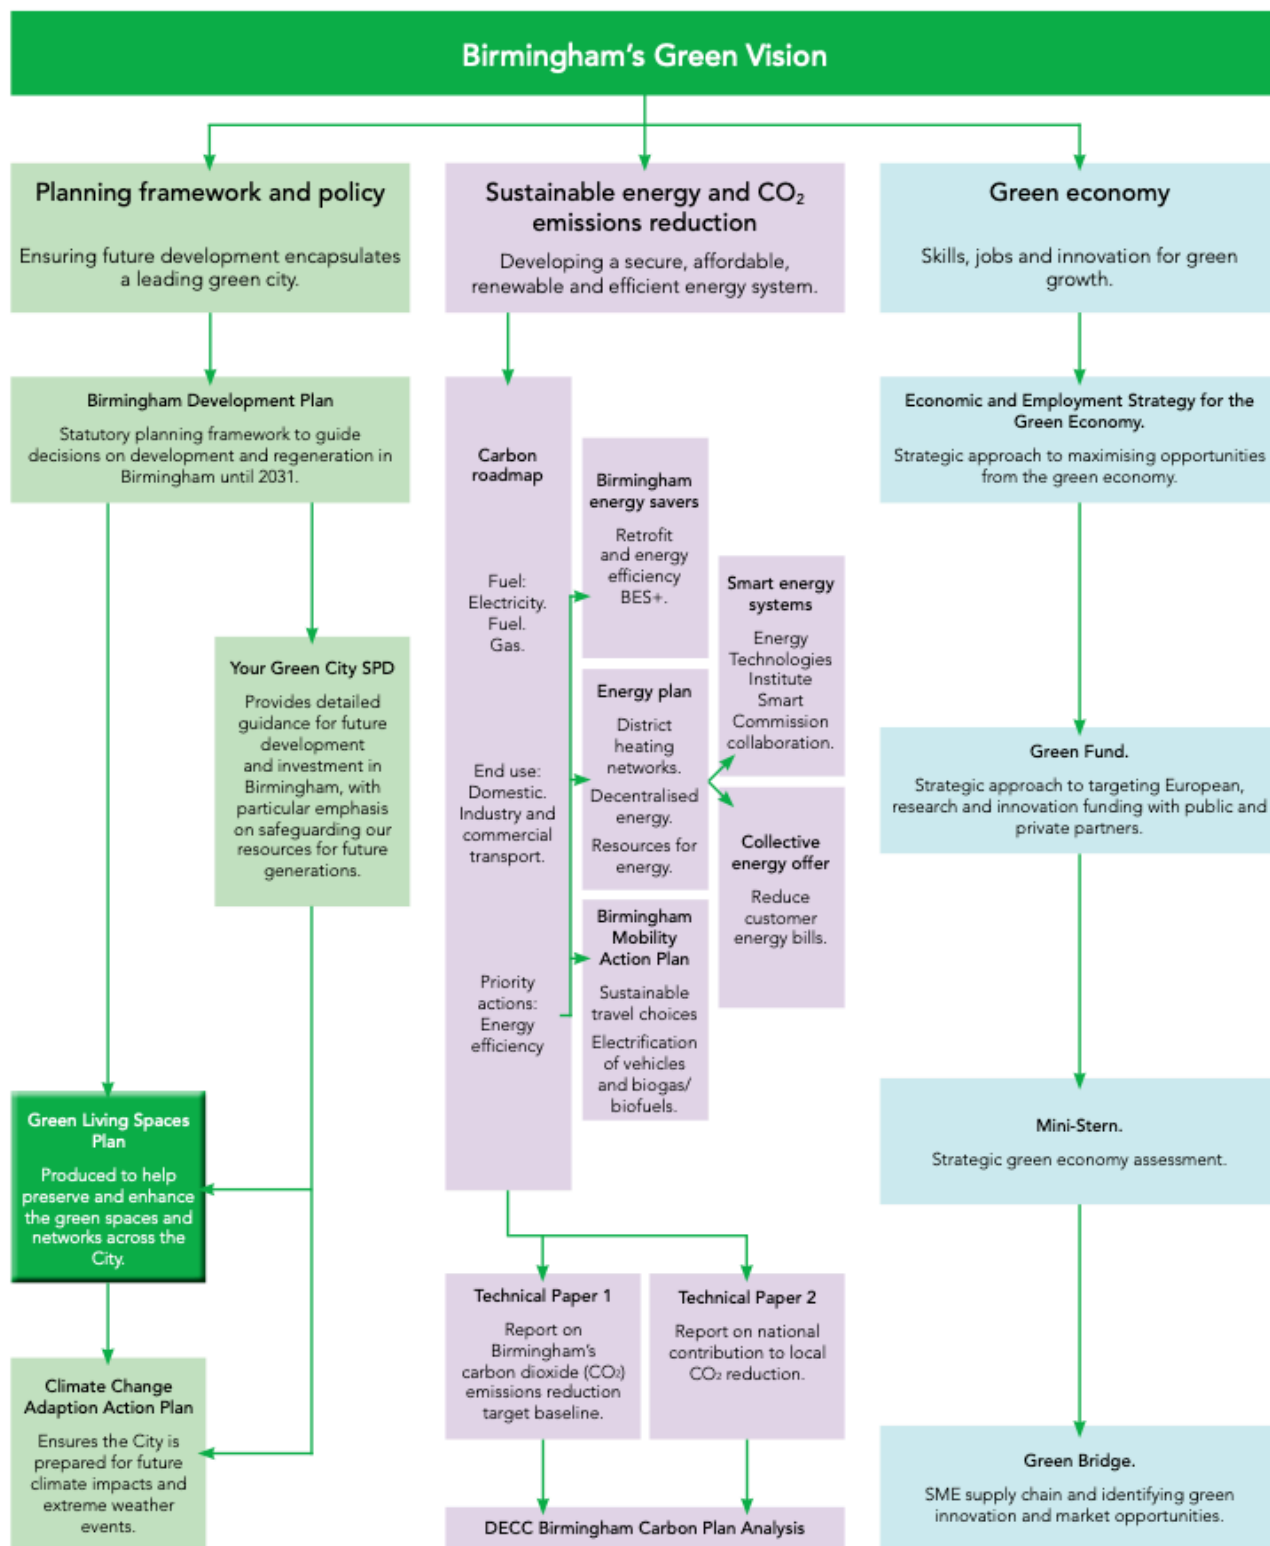 Birmingham's Green Vision
Planning framework and policy
Ensuring future development encapsulates
a leading green city.
Sustainable energy and CO₂
emissions reduction
Developing a secure, affordable,
renewable and efficient energy system.
Green economy
Skills, jobs and innovation for green
growth.
Birmingham Development Plan
Statutory planning framework to guide
decisions on development and regeneration in
Birmingham until 2031.
Your Green City SPD
Provides detailed
guidance for future
development
and investment in
Birmingham, with
particular emphasis
on safeguarding our
resources for future
generations.
Green Living Spaces
Plan
Produced to help
preserve and enhance
the green spaces and
networks across the
City.
Climate Change
Adaption Action Plan
Ensures the City is
prepared for future
climate impacts and
extreme weather
events.
Carbon
roadmap
Fuel:
Electricity.
Fuel.
Gas.
End use:
Domestic.
Industry and
commercial
transport.
Priority
actions:
Energy
efficiency
Birmingham
energy savers
Retrofit
and energy
efficiency
BES+.
Energy plan
District
heating
networks.
Decentralised
energy.
Resources for
energy.
Birmingham
Mobility
Action Plan
Sustainable
travel choices
Electrification
of vehicles
and biogas/
biofuels.
Smart energy
systems
Energy
Technologies
Institute
Smart
Commission
collaboration.
Collective
energy offer
Reduce
customer
energy bills.
Technical Paper 1
Report on
Birmingham's
carbon dioxide (CO₂)
emissions reduction
target baseline.
Technical Paper 2
Report on national
contribution to local
CO₂ reduction.
DECC Birmingham Carbon Plan Analysis
Economic and Employment Strategy for the
Green Economy.
Strategic approach to maximising opportunities
from the green economy.
Green Fund.
Strategic approach to targeting European,
research and innovation funding with public and
private partners.
Mini-Stern.
Strategic green economy assessment.
Green Bridge.
SME supply chain and identifying green
innovation and market opportunities.